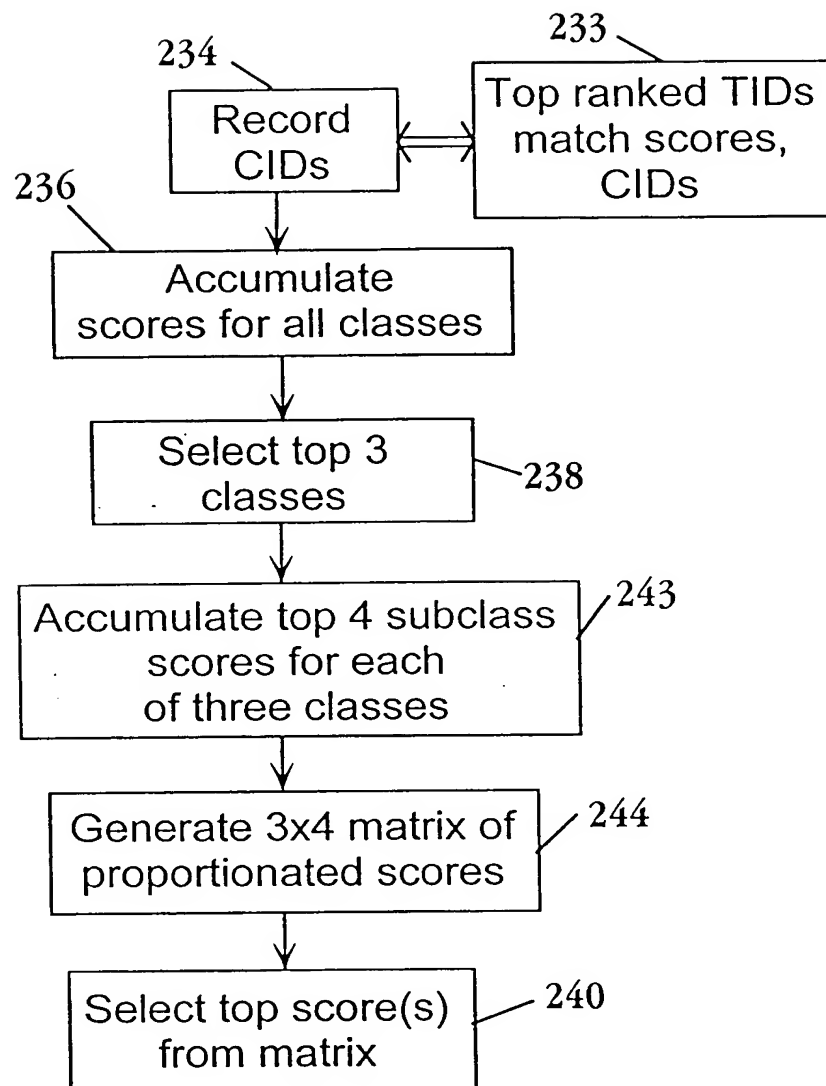 234
233
Record
CIDs
Top ranked TIDs
match scores,
CIDs
236
Accumulate
scores for all classes
Select top 3
classes
238
Accumulate top 4 subclass
scores for each
of three classes
243
Generate 3x4 matrix of
proportionated scores
244
Select top score(s)
from matrix
240